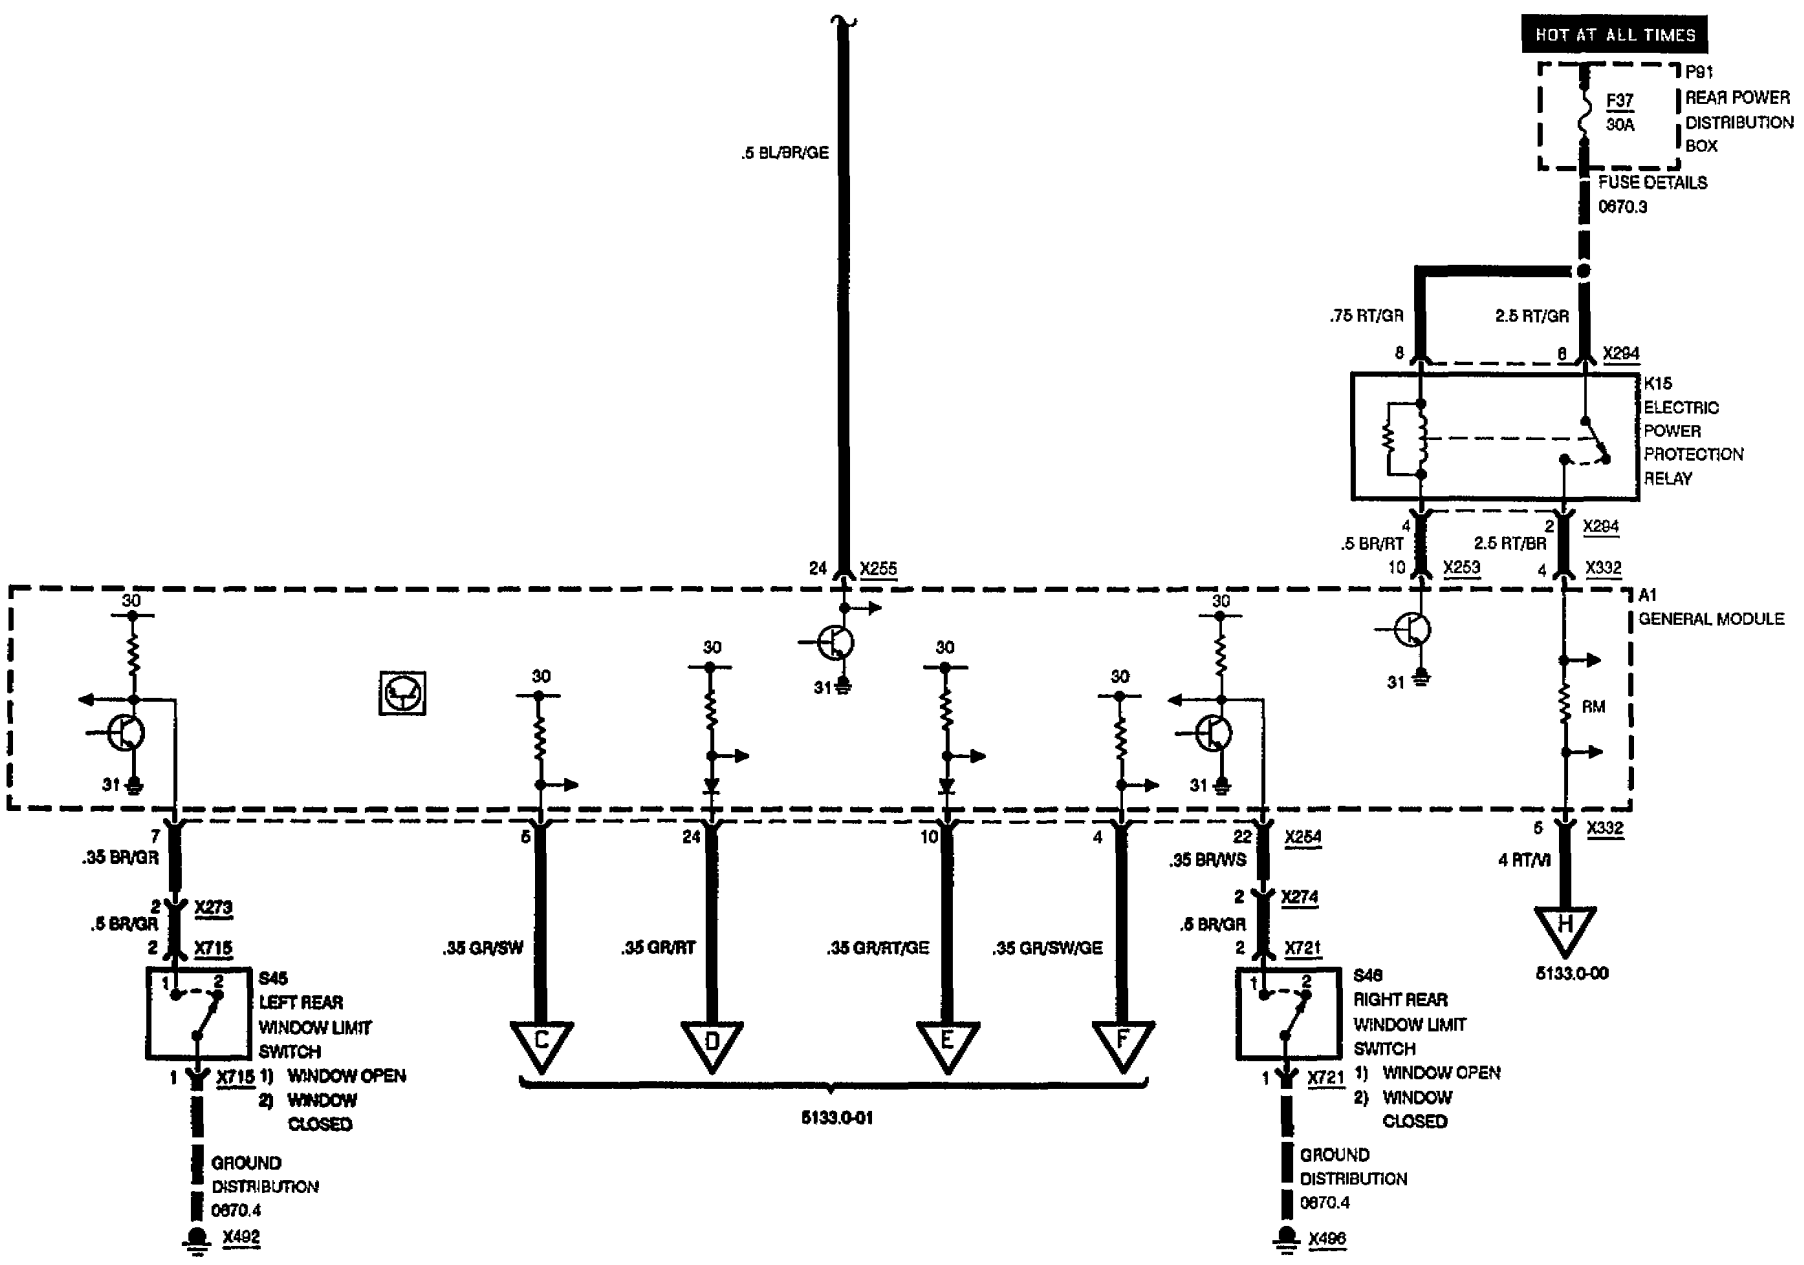 HOT AT ALL TIMES
P91
REAR POWER
DISTRIBUTION
BOX
F37
30A
FUSE DETAILS
0670.3
.5 BL/BR/GE
.75 RT/GR
2.5 RT/GR
8
6
X294
K15
ELECTRIC
POWER
PROTECTION
RELAY
4
2
X294
.5 BR/RT
2.5 RT/BR
24
X255
10
X253
4
X332
A1
GENERAL MODULE
30
30
30
30
30
30
31
31
RM
31
31
7
5
24
10
4
22
X254
5
X332
.35 BR/GR
.35 BR/WS
4 RT/VI
2
X273
2
X274
.5 BR/GR
.5 BR/GR
H
2
X715
.35 GR/SW
.35 GR/RT
.35 GR/RT/GE
.35 GR/SW/GE
2
X721
5133.0-00
1
2
S45
LEFT REAR
WINDOW LIMIT
SWITCH
1) WINDOW OPEN
2) WINDOW
CLOSED
1
2
S46
RIGHT REAR
WINDOW LIMIT
SWITCH
1) WINDOW OPEN
2) WINDOW
CLOSED
C
D
E
F
1
X715
1
X721
5133.0-01
GROUND
DISTRIBUTION
0670.4
X492
GROUND
DISTRIBUTION
0670.4
X496